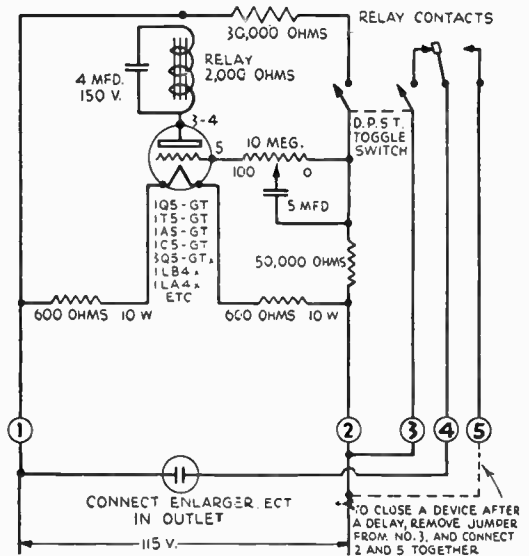 RELAY CONTACTS
30,000 OHMS
RELAY
2,000 OHMS
4 MFD.
150 V.
3-4
D.P.S.T.
TOGGLE
SWITCH
5
10 MEG.
100
0
5 MFD
1Q5-GT
1T5-GT
1A5-GT
1C5-GT
3Q5-GTx
1LB4x
1LA4x
ETC
50,000 OHMS
600 OHMS
10 W
600 OHMS
10 W
1
2
3
4
5
CONNECT ENLARGER, ECT
IN OUTLET
115 V.
TO CLOSE A DEVICE AFTER
A DELAY, REMOVE JUMPER
FROM NO.3, AND CONNECT
2 AND 5 TOGETHER